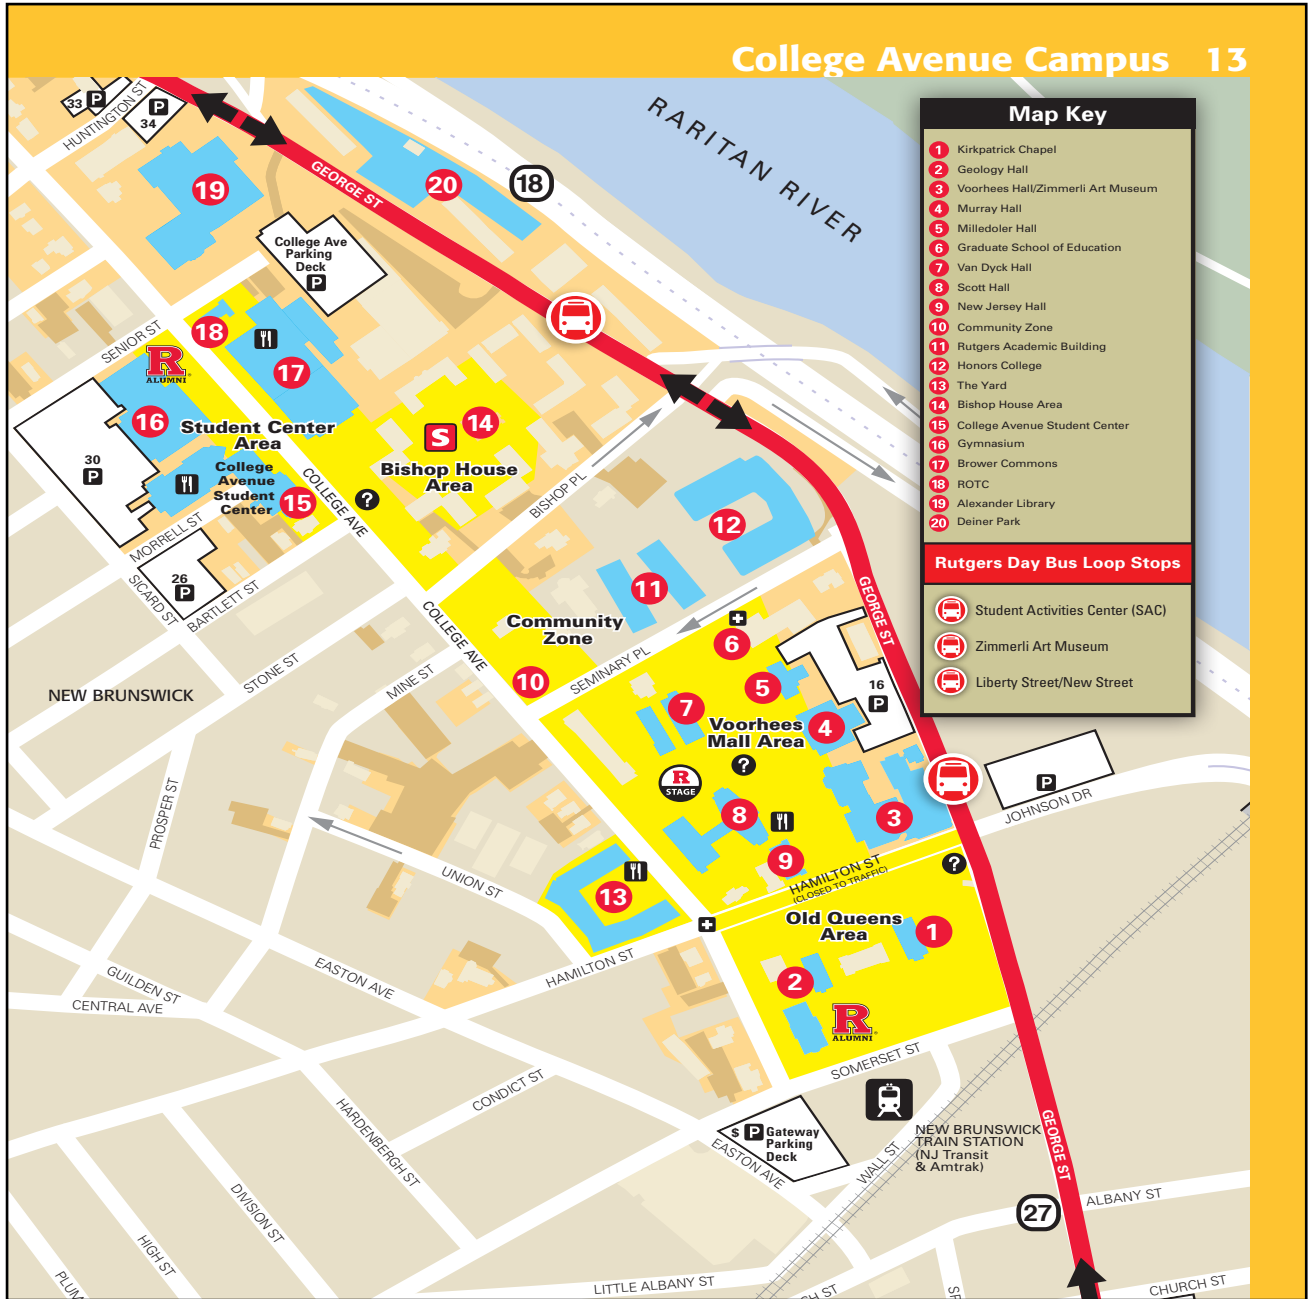 College Avenue Campus 13
RARITAN RIVER
Map Key
1 Kirkpatrick Chapel
2 Geology Hall
3 Voorhees Hall/Zimmerli Art Museum
4 Murray Hall
5 Milledoler Hall
6 Graduate School of Education
7 Van Dyck Hall
8 Scott Hall
9 New Jersey Hall
10 Community Zone
11 Rutgers Academic Building
12 Honors College
13 The Yard
14 Bishop House Area
15 College Avenue Student Center
16 Gymnasium
17 Brower Commons
18 ROTC
19 Alexander Library
20 Deiner Park
Rutgers Day Bus Loop Stops
Student Activities Center (SAC)
Zimmerli Art Museum
Liberty Street/New Street
33 P
P
34
HUNTINGTON ST
GEORGE ST
19
20
18
College Ave
Parking
Deck
P
SENIOR ST
18
R
ALUMNI
17
16
Student Center
Area
14
S
Bishop House
Area
30
P
College
Avenue
Student
Center
15
COLLEGE AVE
?
BISHOP PL
12
MORRELL ST
26
P
SICARD ST
BARTLETT ST
11
GEORGE ST
COLLEGE AVE
Community
Zone
6
10
SEMINARY PL
STONE ST
MINE ST
NEW BRUNSWICK
5
16
P
7
4
Voorhees
Mall Area
?
R
STAGE
P
JOHNSON DR
PROSPER ST
8
3
9
HAMILTON ST
(CLOSED TO TRAFFIC)
?
UNION ST
13
Old Queens
Area
1
HAMILTON ST
EASTON AVE
2
GUILDEN ST
CENTRAL AVE
R
ALUMNI
SOMERSET ST
CONDICT ST
HARDENBERGH ST
$ P Gateway
Parking
Deck
EASTON AVE
NEW BRUNSWICK
TRAIN STATION
(NJ Transit
& Amtrak)
WALL ST
GEORGE ST
27
ALBANY ST
DIVISION ST
HIGH ST
PLUM
LITTLE ALBANY ST
CH ST
CHURCH ST